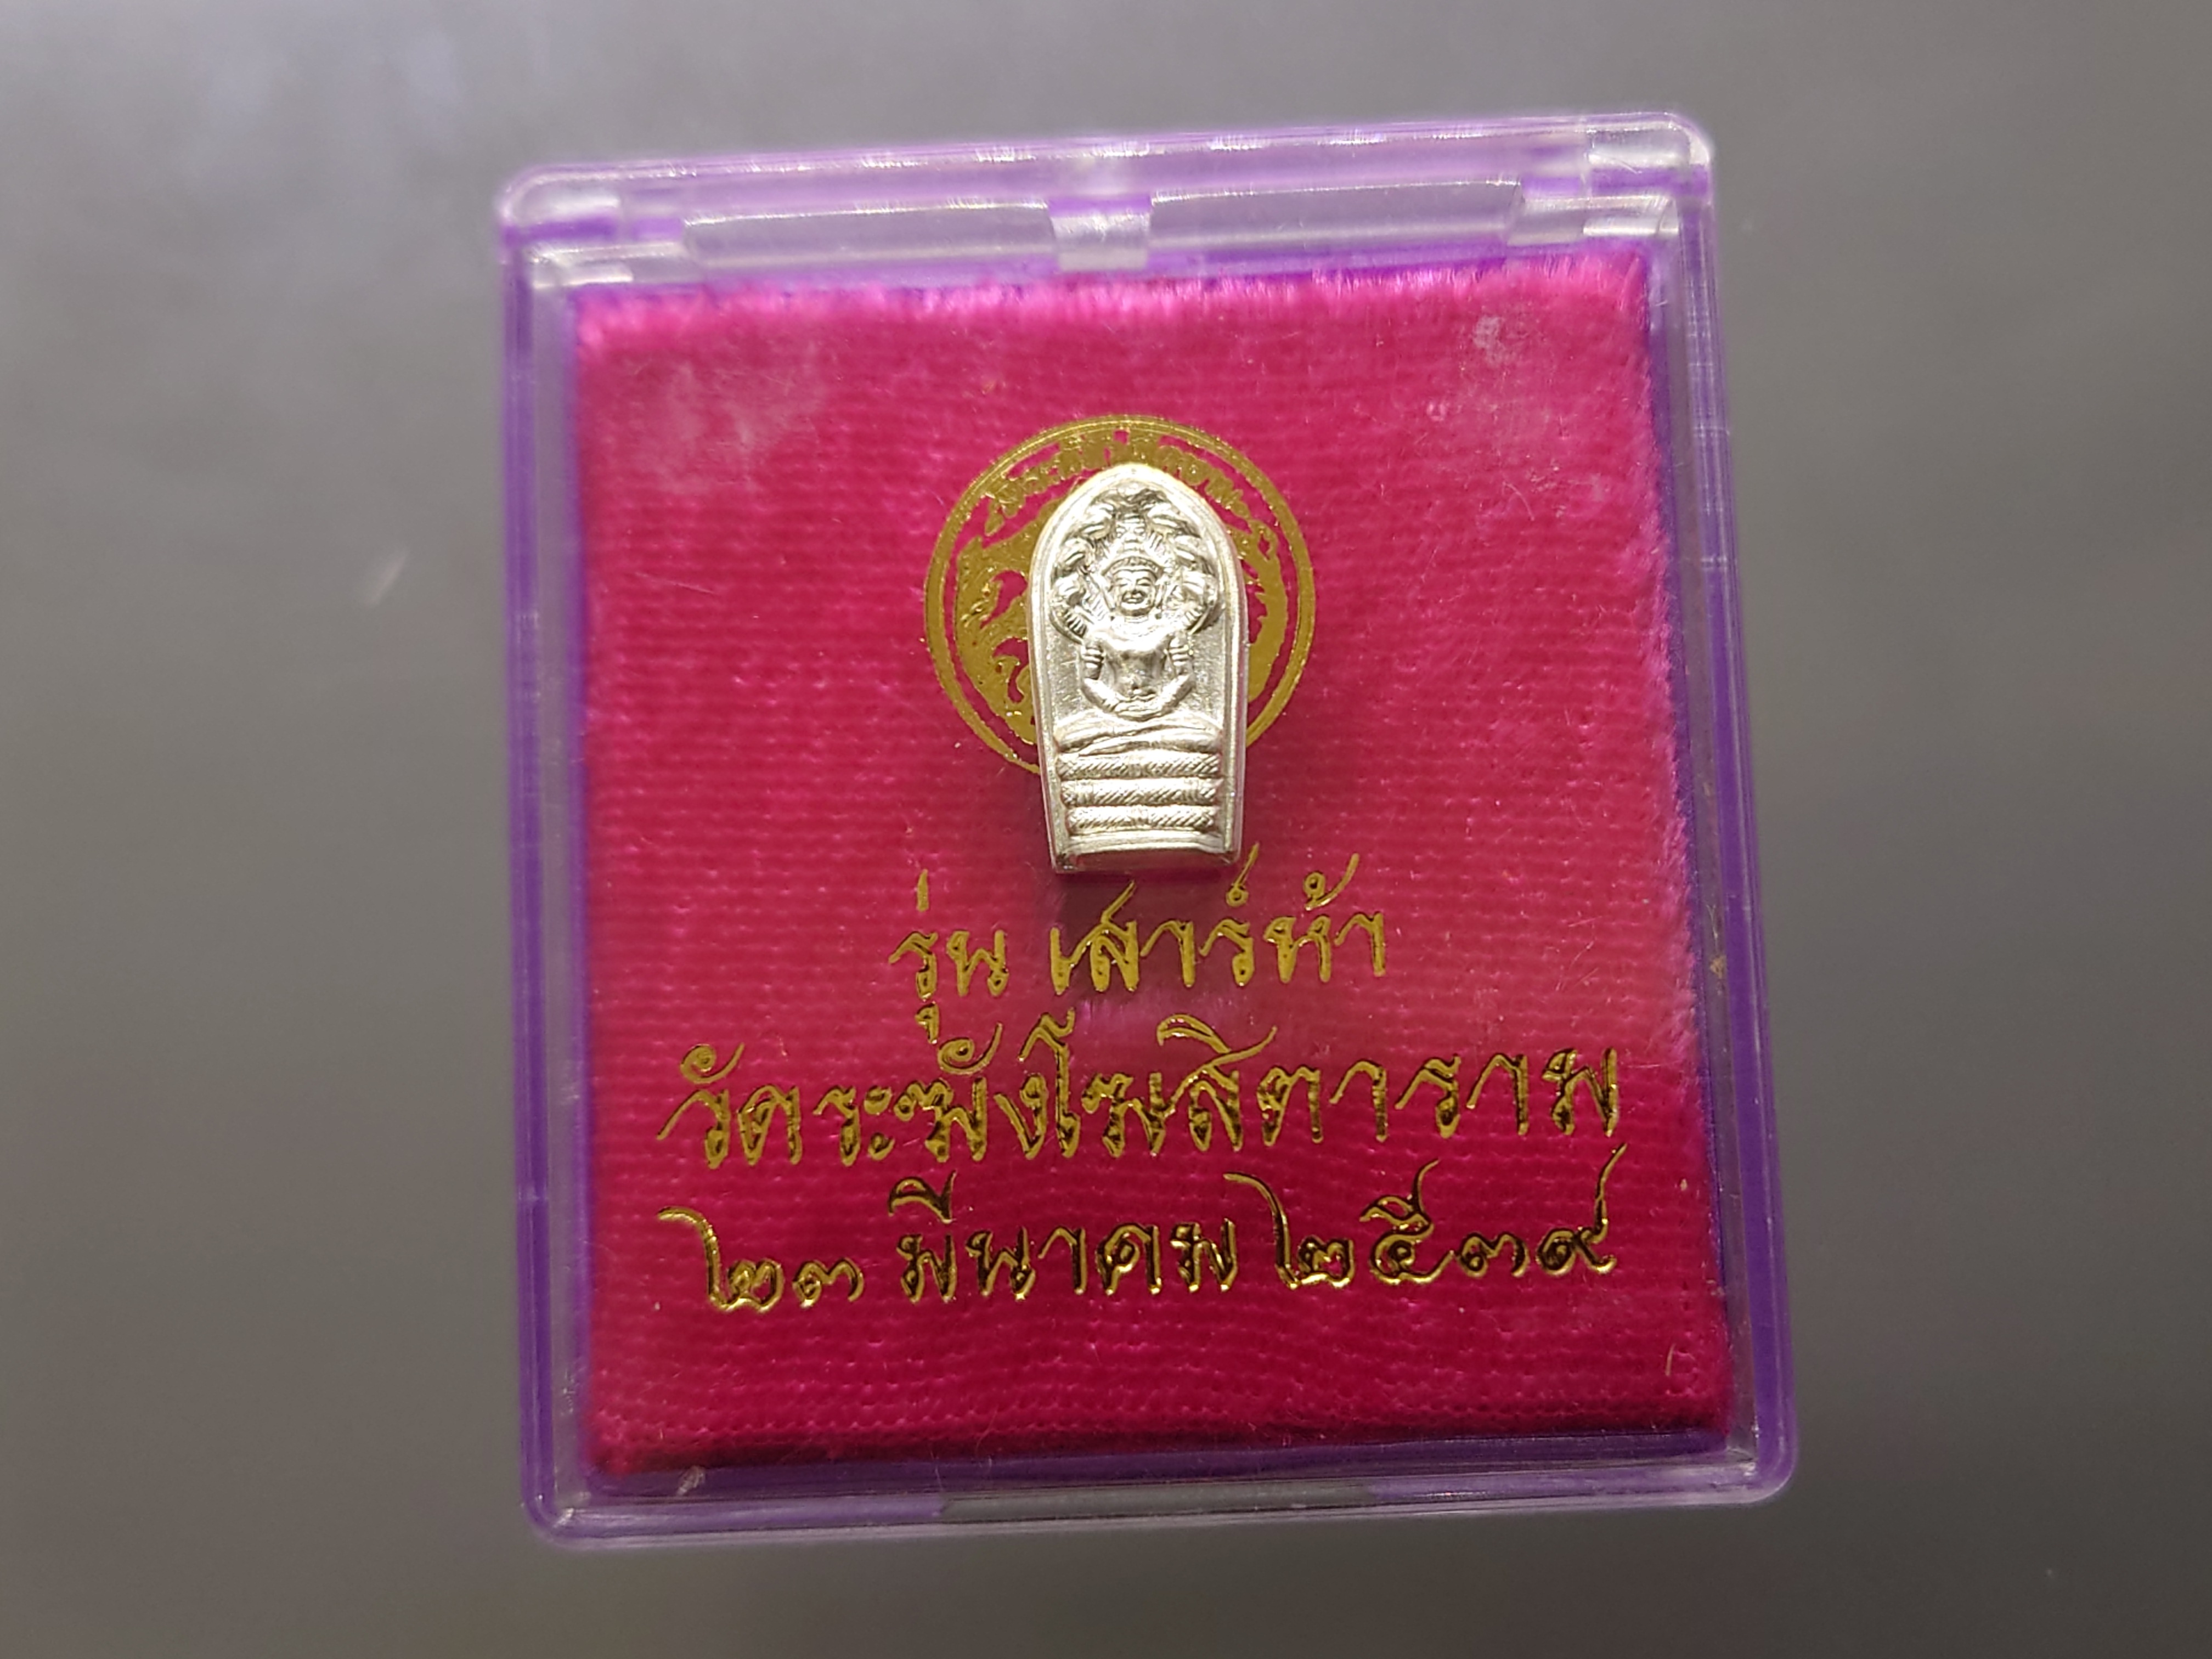 รุ่น เสาร์ห้า
วัดระฆังโฆสิตาราม
๒๓ มีนาคม ๒๕๓๙